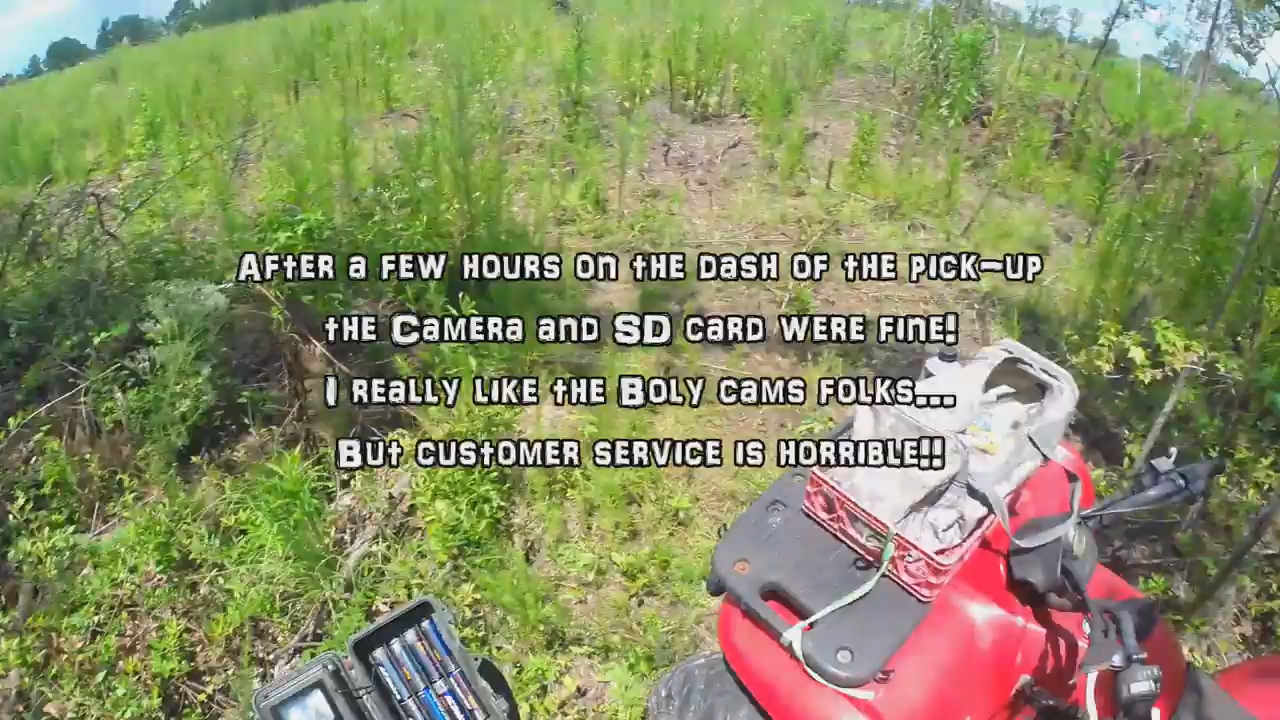 After a few hours on the dash of the pick-up
the Camera and SD card were fine!
I really like the Boly cams folks...
But customer service is horrible!!